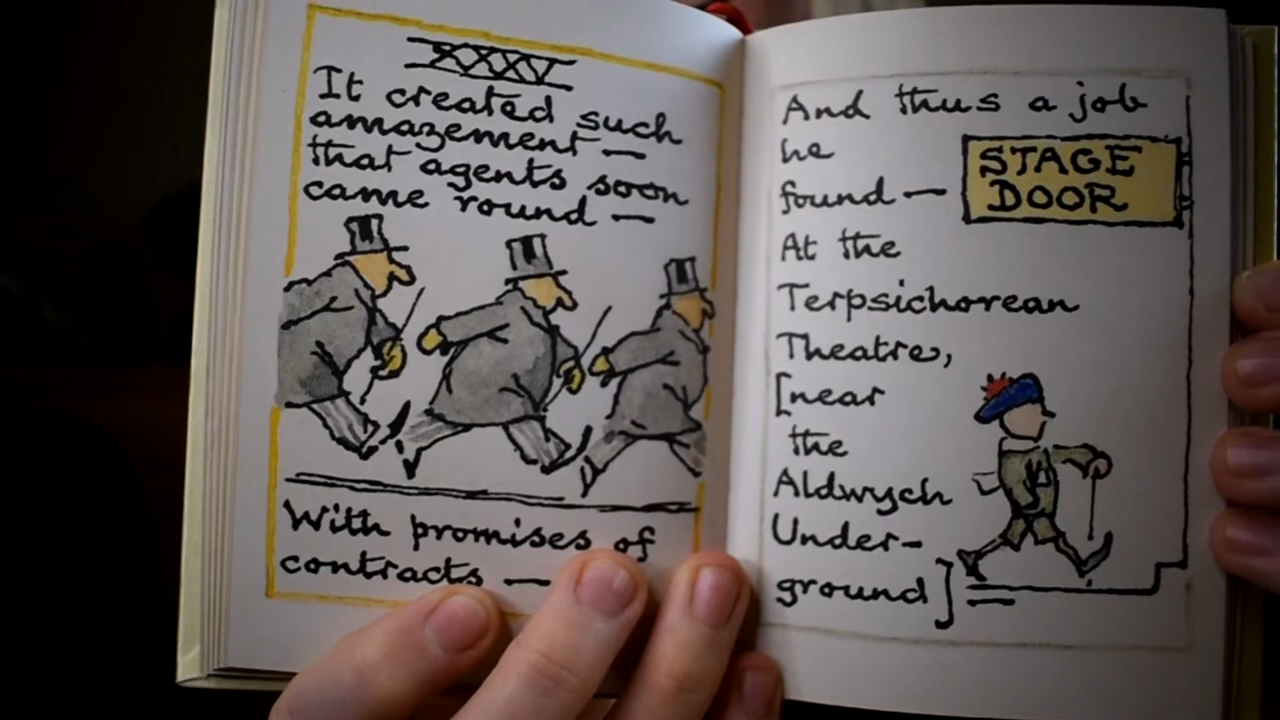 It created such
amazement —
that agents soon
came round —
With promises of
contracts —
And thus a job
he
found —
STAGE
DOOR
At the
Terpsichorean
Theatre,
[near
the
Aldwych
Under-
ground]